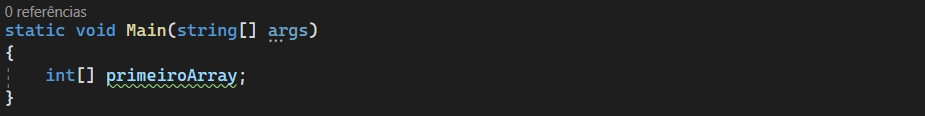 0 referências
static void Main(string[] args)
{
int[] primeiroArray;
}